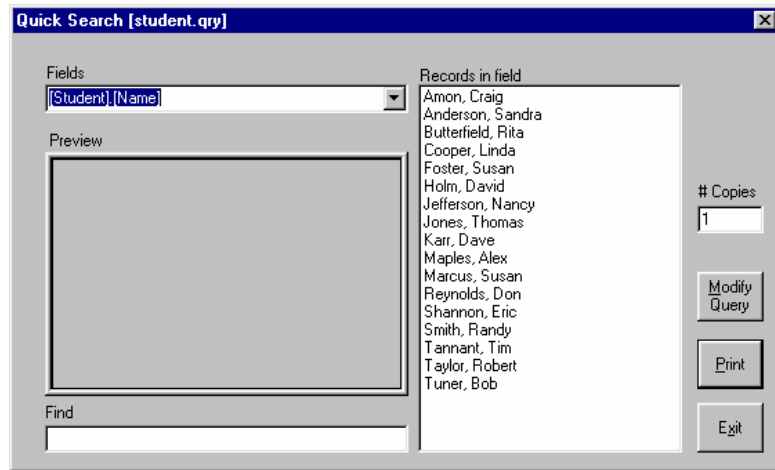 Quick Search [student.qry]
Fields
[Student].[Name]
Preview
Find
Records in field
Amon, Craig
Anderson, Sandra
Butterfield, Rita
Cooper, Linda
Foster, Susan
Holm, David
Jefferson, Nancy
Jones, Thomas
Karr, Dave
Maples, Alex
Marcus, Susan
Reynolds, Don
Shannon, Eric
Smith, Randy
Tannant, Tim
Taylor, Robert
Tuner, Bob
# Copies
1
Modify
Query
Print
Exit